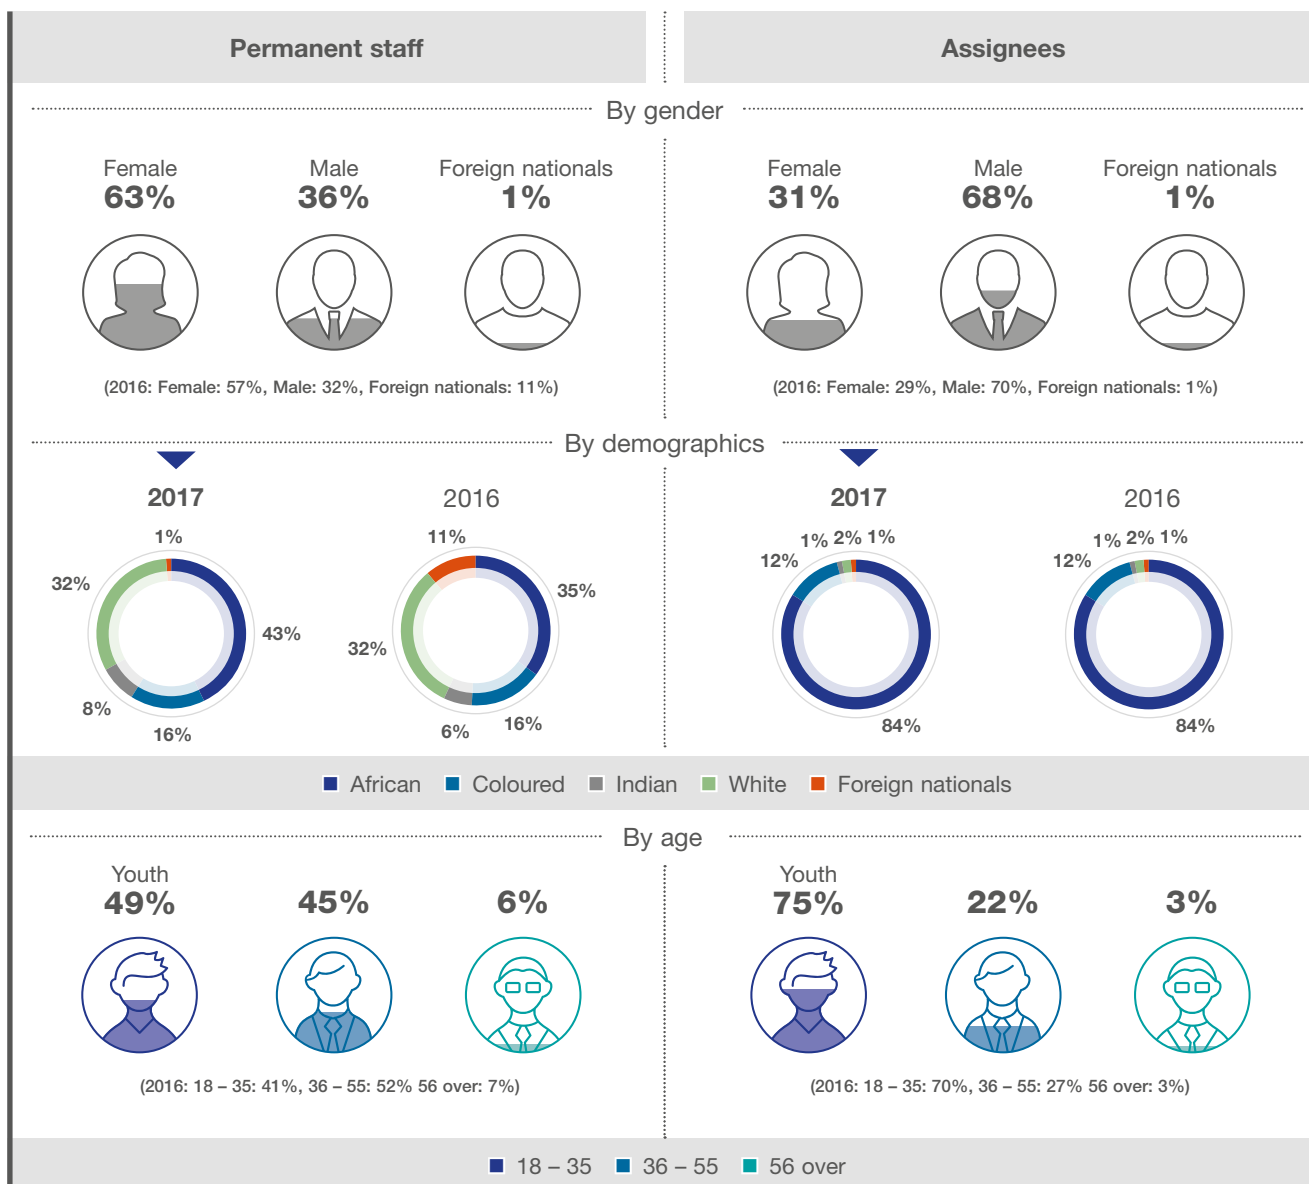 Permanent staff
Assignees
By gender
Female
63%
Male
36%
Foreign nationals
1%
Female
31%
Male
68%
Foreign nationals
1%
(2016: Female: 57%, Male: 32%, Foreign nationals: 11%)
(2016: Female: 29%, Male: 70%, Foreign nationals: 1%)
By demographics
2017
1%
32%
43%
8%
16%
2016
11%
35%
32%
6%
16%
2017
1% 2% 1%
12%
84%
2016
1% 2% 1%
12%
84%
African
Coloured
Indian
White
Foreign nationals
By age
Youth
49%
45%
6%
Youth
75%
22%
3%
(2016: 18 – 35: 41%, 36 – 55: 52% 56 over: 7%)
(2016: 18 – 35: 70%, 36 – 55: 27% 56 over: 3%)
18 – 35
36 – 55
56 over